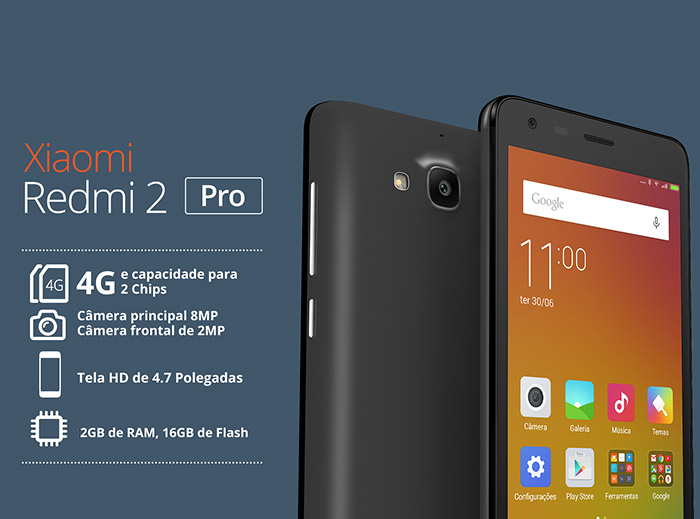 Xiaomi
Redmi 2 Pro
4G
4G e capacidade para
2 Chips
Câmera principal 8MP
Câmera frontal de 2MP
Tela HD de 4.7 Polegadas
2GB de RAM, 16GB de Flash
Google
11:00
ter 30/06
Câmera Galeria Música Temas
Configurações Play Store Ferramentas Google